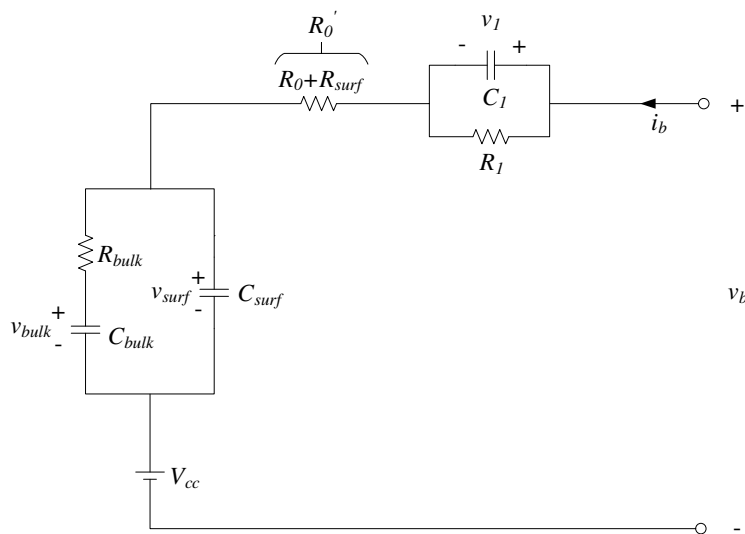 R0'
v1
- +
R0+Rsurf
C1
+
ib
R1
Rbulk
+
vsurf
-
Csurf
vb
+
vbulk
-
Cbulk
Vcc
-